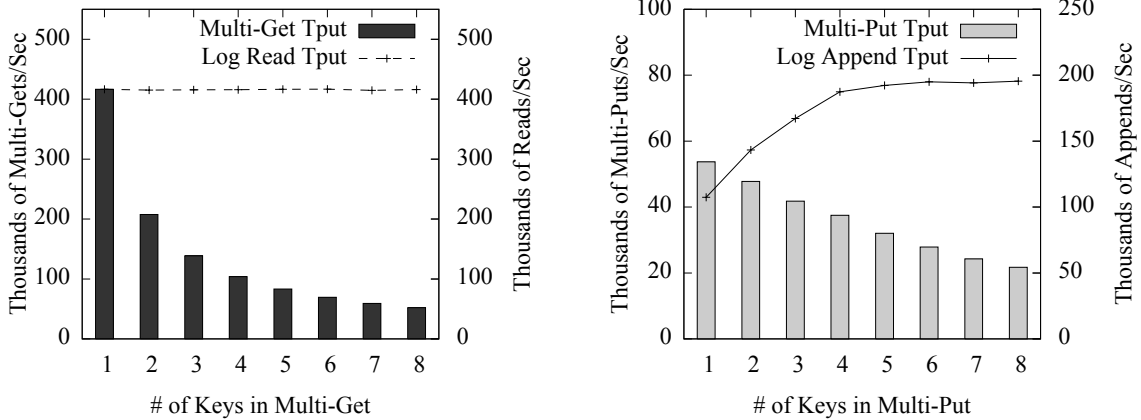 Thousands of Multi-Gets/Sec
500
400
300
200
100
0
Multi-Get Tput
Log Read Tput
500
400
300
200
100
0
Thousands of Reads/Sec
1 2 3 4 5 6 7 8
# of Keys in Multi-Get
Thousands of Multi-Puts/Sec
100
80
60
40
20
0
Multi-Put Tput
Log Append Tput
250
200
150
100
50
0
Thousands of Appends/Sec
1 2 3 4 5 6 7 8
# of Keys in Multi-Put